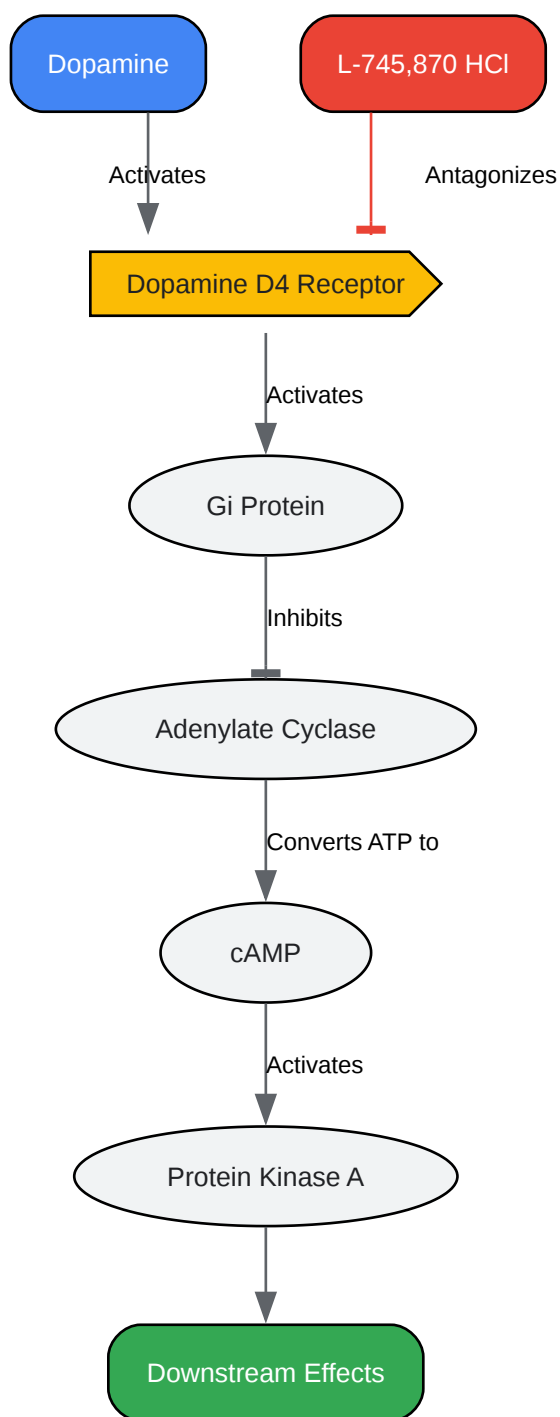 Dopamine
L-745,870 HCl
Activates
Antagonizes
Dopamine D4 Receptor
Activates
Gi Protein
Inhibits
Adenylate Cyclase
Converts ATP to
cAMP
Activates
Protein Kinase A
Downstream Effects